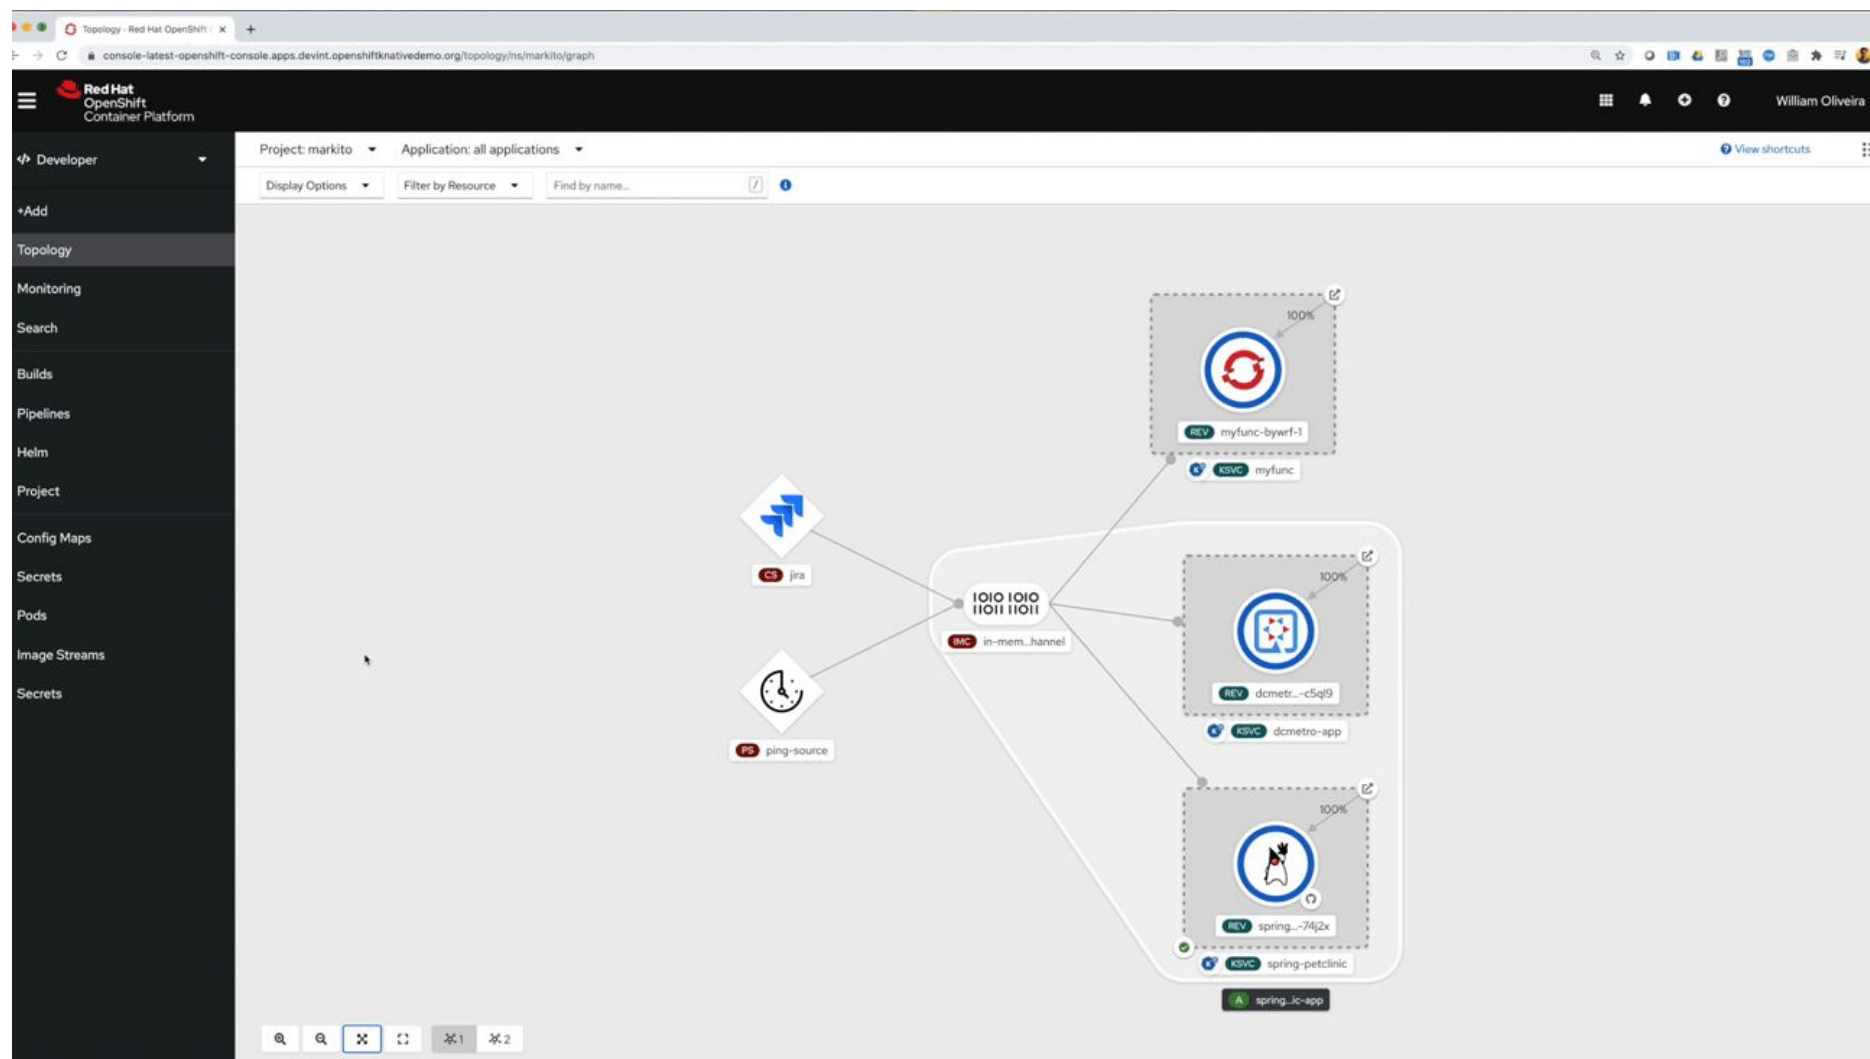 Topology - Red Hat OpenShift
console-latest-openshift-console.apps.devint.openshiftknativedemo.org/topology/ns/markito/graph
Red Hat
OpenShift
Container Platform
William Oliveira
Developer
Project: markito
Application: all applications
View shortcuts
Display Options
Filter by Resource
Find by name...
/
+Add
Topology
Monitoring
Search
Builds
Pipelines
Helm
Project
Config Maps
Secrets
Pods
Image Streams
Secrets
100%
REV myfunc-bywrf-1
KSVC myfunc
CS jira
1010 1010
11011 11011
IMC in-mem...hannel
100%
REV dcmetr...-c5ql9
KSVC dcmetro-app
PS ping-source
100%
REV spring...-74j2x
KSVC spring-petclinic
A spring...ic-app
1
2